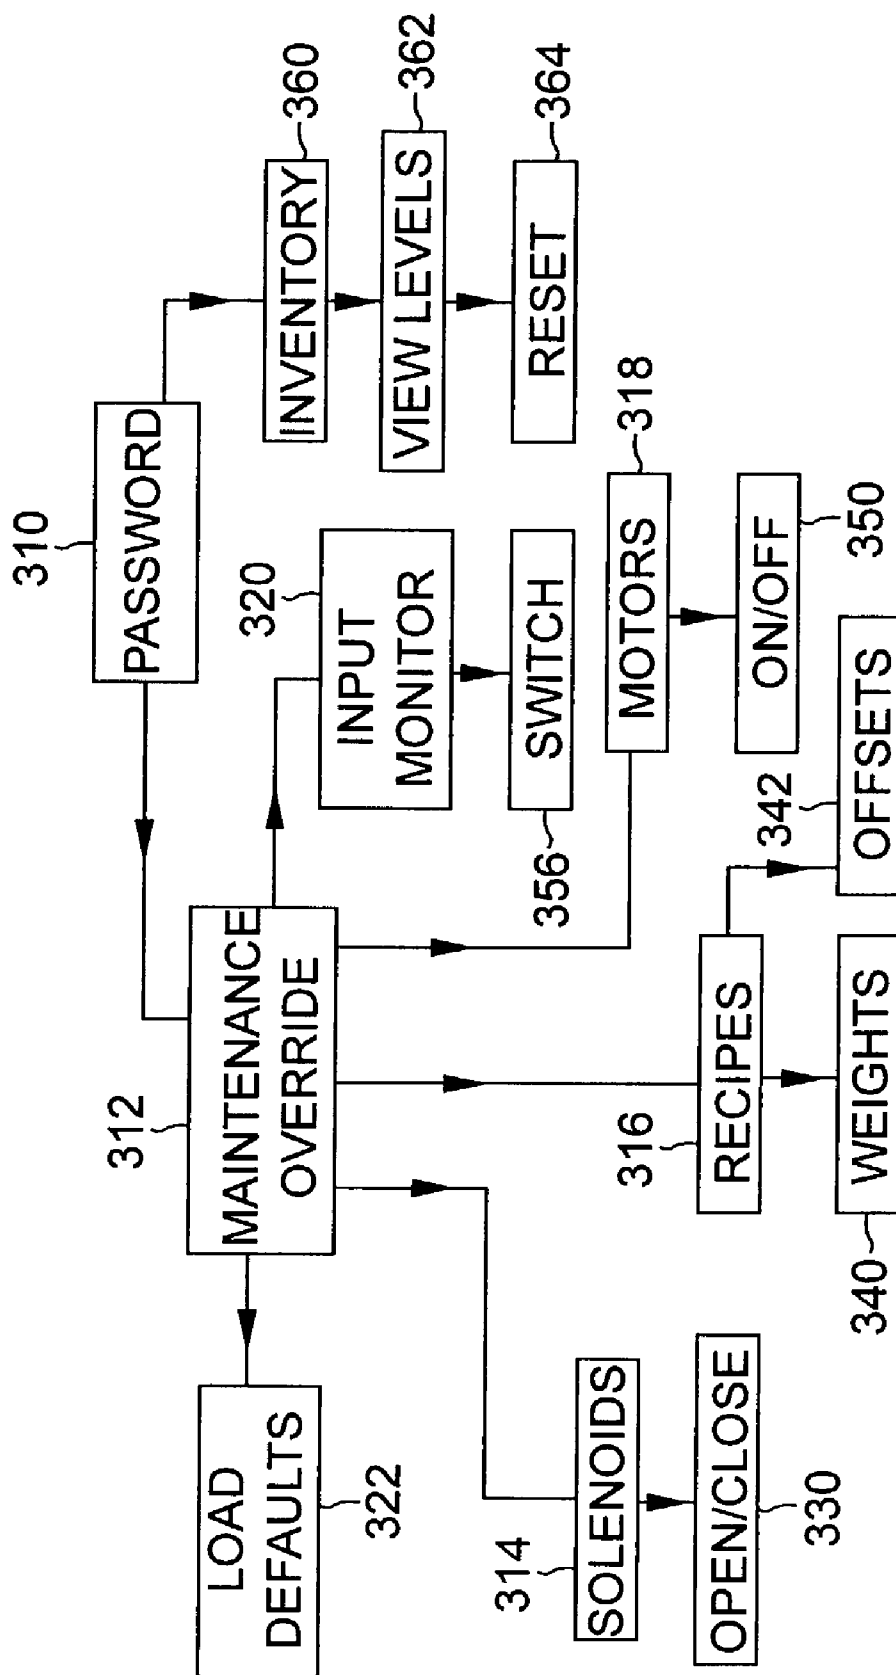 310
PASSWORD
312
MAINTENANCE
OVERRIDE
LOAD
DEFAULTS
322
320
INPUT
MONITOR
INVENTORY
360
VIEW LEVELS
362
RESET
364
SWITCH
356
MOTORS
318
ON/OFF
350
314
SOLENOIDS
OPEN/CLOSE
330
316
RECIPES
340
WEIGHTS
342
OFFSETS